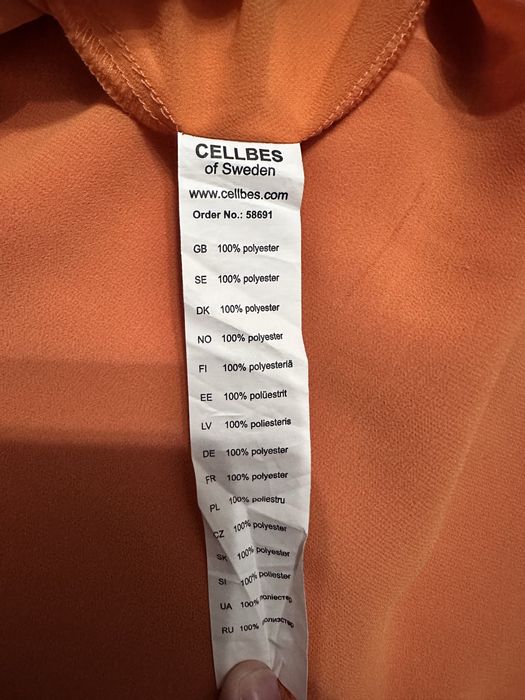 CELLBES
of Sweden
www.cellbes.com
Order No.: 58691
GB 100% polyester
SE 100% polyester
DK 100% polyester
NO 100% polyester
FI 100% polyesteriä
EE 100% polüestrit
LV 100% poliesteris
DE 100% polyester
FR 100% polyester
PL 100% poliestru
CZ 100% polyester
SK 100% polyester
SI 100% poliester
UA 100% поліестер
RU 100% полиэстер